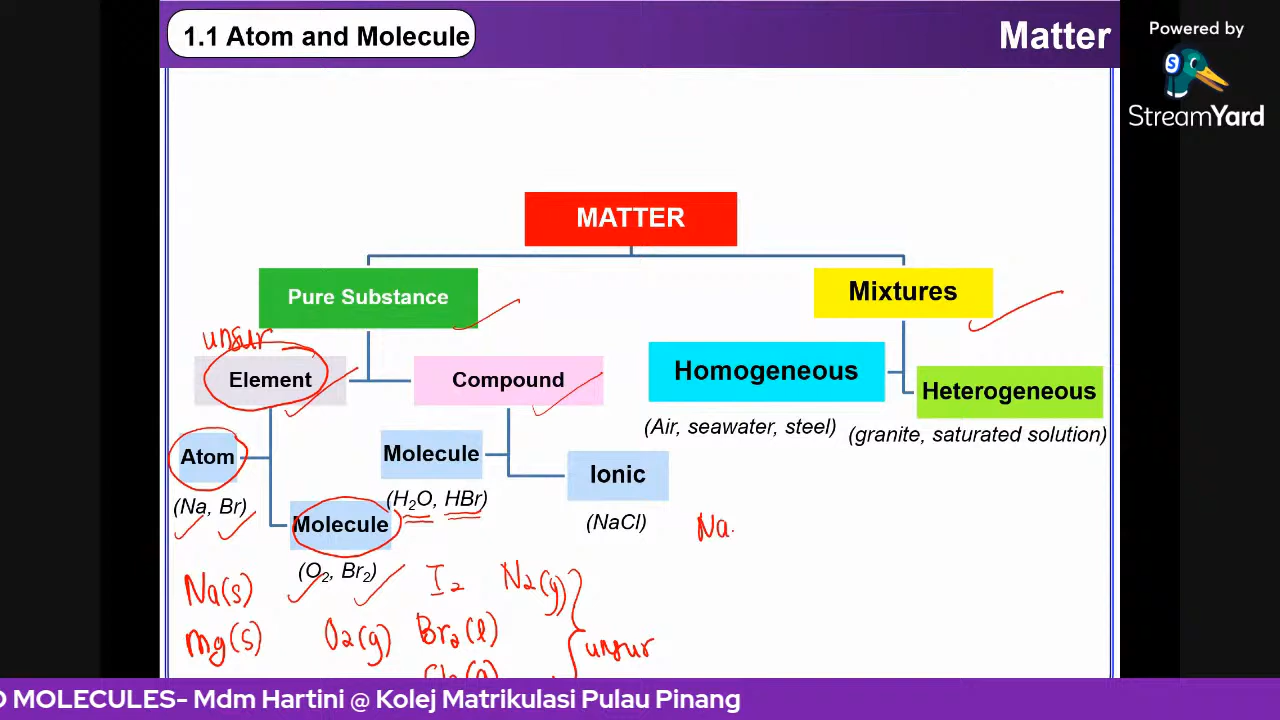 1.1 Atom and Molecule
Matter
Powered by
StreamYard
MATTER
Pure Substance
Mixtures
unsur
Element
Compound
Homogeneous
Heterogeneous
(Air, seawater, steel)
(granite, saturated solution)
Atom
Molecule
Ionic
(Na, Br)
(H₂O, HBr)
(NaCl)
Molecule
(O₂, Br₂)
Na
Na(s)
I₂
N₂(g)
Mg(s)
O₂(g)
Br₂(l)
unsur
O MOLECULES- Mdm Hartini @ Kolej Matrikulasi Pulau Pinang